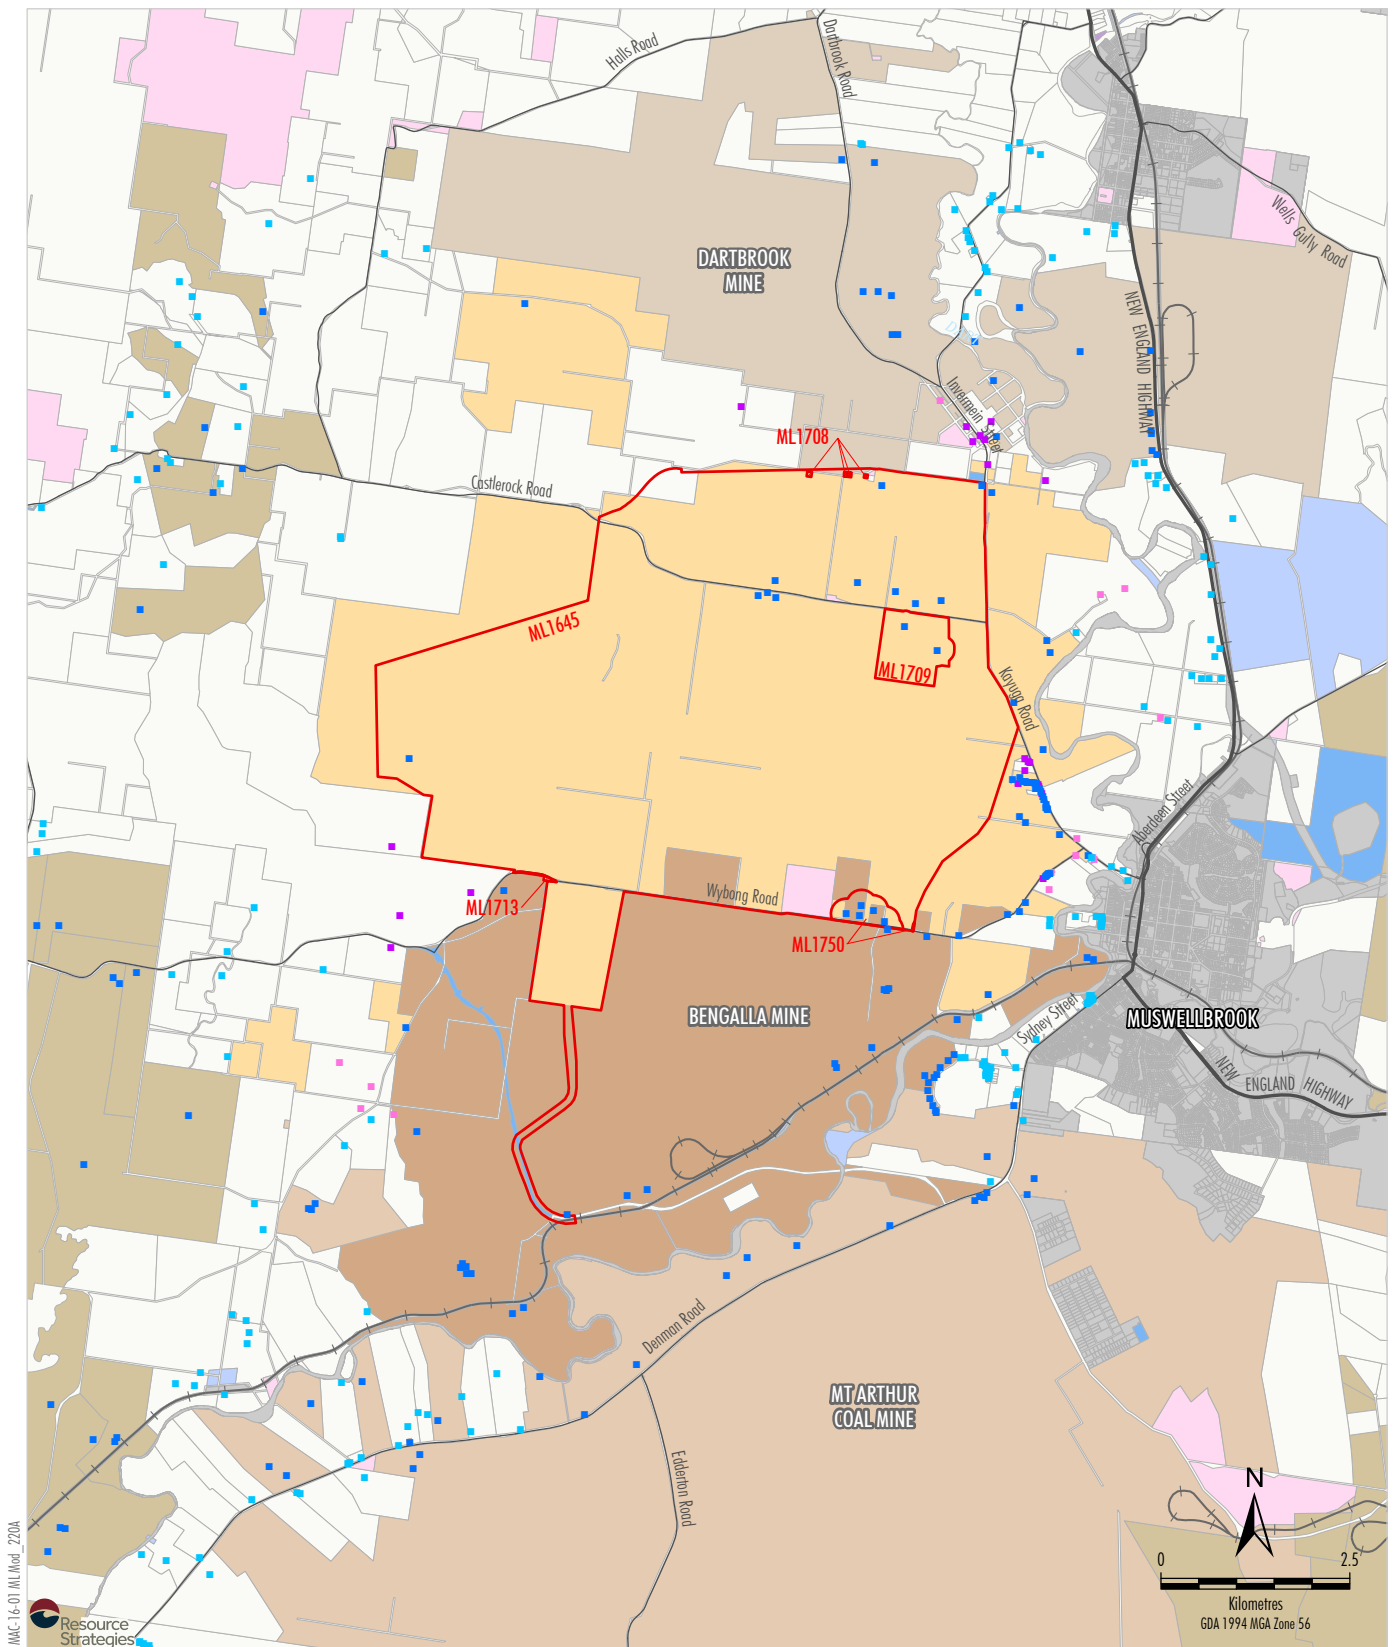 Halls Road
Dartbrook Road
Wells Gully Road
DARTBROOK
MINE
NEW ENGLAND HIGHWAY
Invermein Street
ML1708
Castlerock Road
ML1645
ML1709
Kayuga Road
Aberdeen Street
Wybong Road
ML1713
ML1750
BENGALLA MINE
Sydney Street
MUSWELLBROOK
NEW ENGLAND HIGHWAY
Denman Road
MT ARTHUR
COAL MINE
Edderton Road
N
0 2.5
Kilometres
GDA 1994 MGA Zone 56
MAC-16-01 MLMod_220A
Resource
Strategies